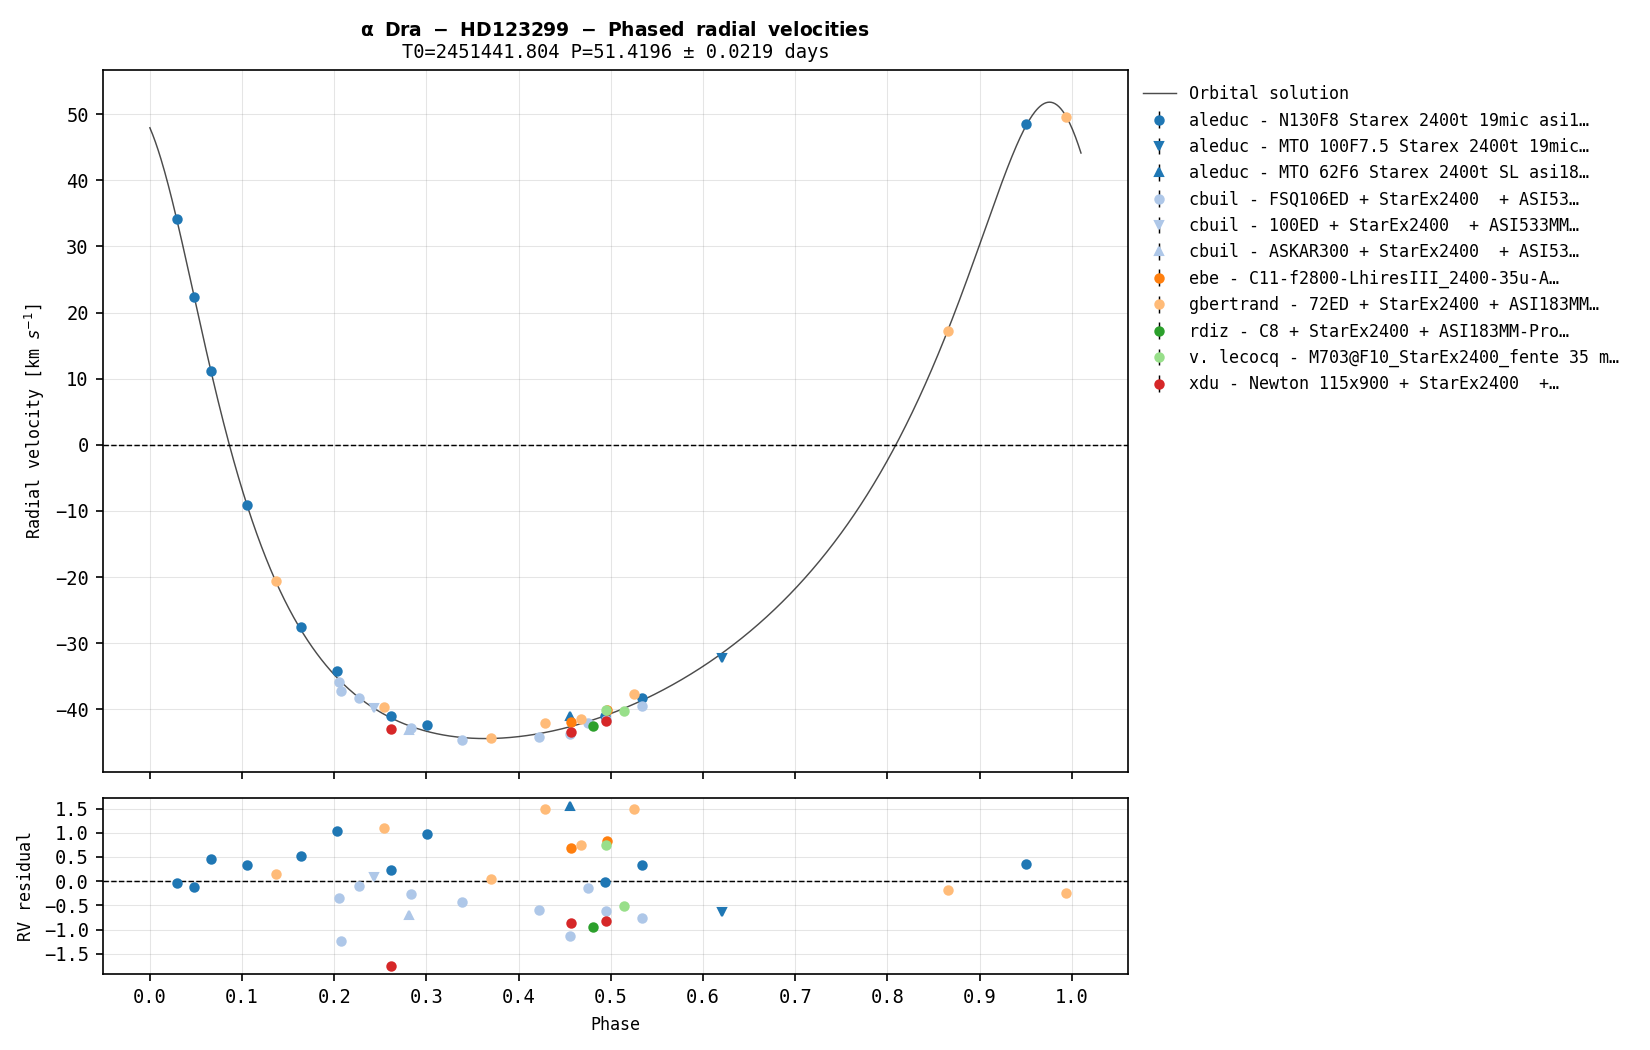 α Dra − HD123299 − Phased radial velocities
T0=2451441.804 P=51.4196 ± 0.0219 days
Orbital solution
aleduc - N130F8 Starex 2400t 19mic asi1…
aleduc - MTO 100F7.5 Starex 2400t 19mic…
aleduc - MTO 62F6 Starex 2400t SL asi18…
cbuil - FSQ106ED + StarEx2400  + ASI53…
cbuil - 100ED + StarEx2400  + ASI533MM…
cbuil - ASKAR300 + StarEx2400  + ASI53…
ebe - C11-f2800-LhiresIII_2400-35u-A…
gbertrand - 72ED + StarEx2400 + ASI183MM…
rdiz - C8 + StarEx2400 + ASI183MM-Pro…
v. lecocq - M703@F10_StarEx2400_fente 35 m…
xdu - Newton 115x900 + StarEx2400  +…
Radial velocity [km s⁻¹]
50
40
30
20
10
0
−10
−20
−30
−40
RV residual
1.5
1.0
0.5
0.0
−0.5
−1.0
−1.5
0.0 0.1 0.2 0.3 0.4 0.5 0.6 0.7 0.8 0.9 1.0
Phase